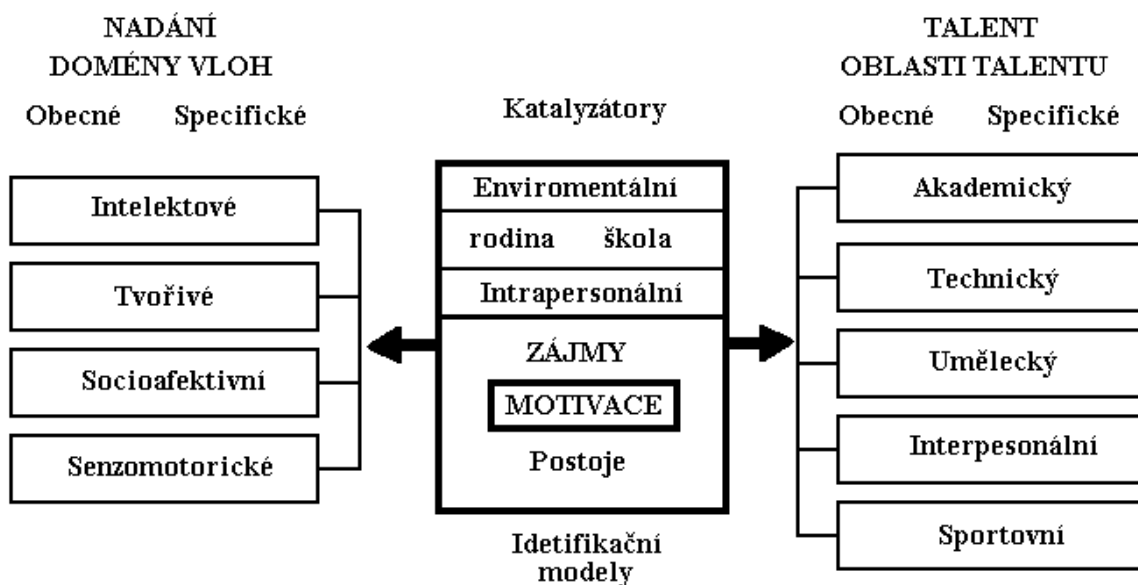 NADÁNÍ
DOMÉNY VLOH
Obecné Specifické
Intelektové
Tvořivé
Socioafektivní
Senzomotorické
Katalyzátory
Enviromentální
rodina škola
Intrapersonální
ZÁJMY
MOTIVACE
Postoje
Idetifikační
modely
TALENT
OBLASTI TALENTU
Obecné Specifické
Akademický
Technický
Umělecký
Interpesonální
Sportovní